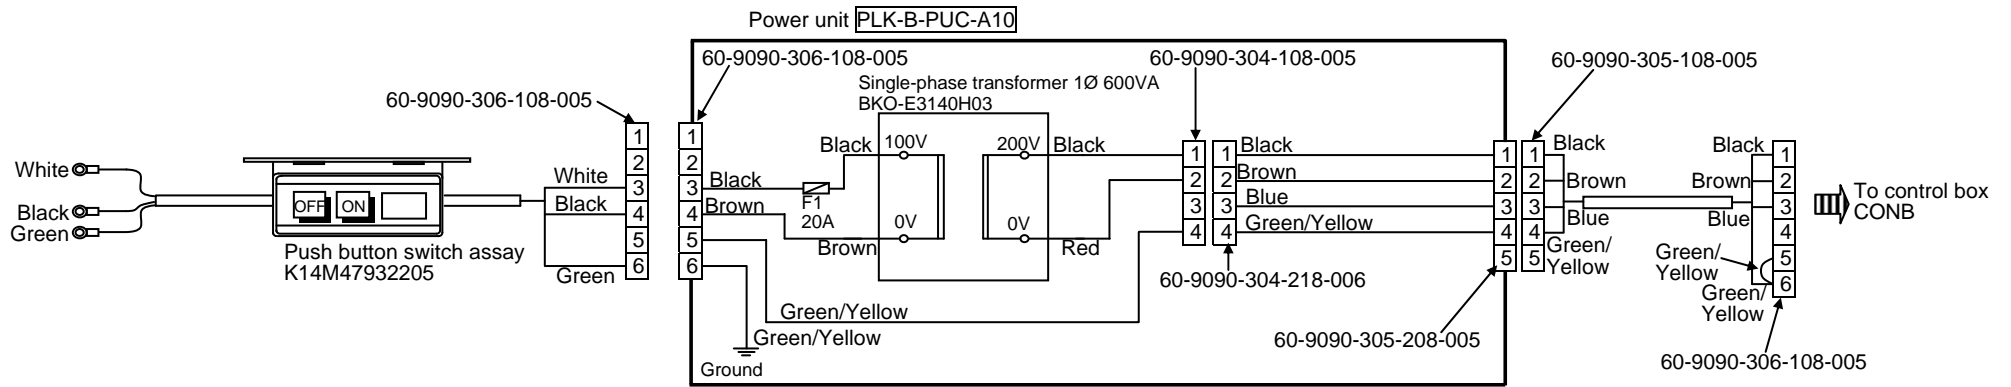 Power unit PLK-B-PUC-A10
60-9090-306-108-005
60-9090-304-108-005
60-9090-305-108-005
Single-phase transformer 1Ø 600VA
BKO-E3140H03
60-9090-306-108-005
White
Black
Green
OFF
ON
Push button switch assay
K14M47932205
White
Black
Green
1
2
3
4
5
6
1
2
3
4
5
6
Black
Brown
F1
20A
Black
Brown
100V
0V
200V
0V
Black
Red
Green/Yellow
Green/Yellow
Ground
1
2
3
4
1
2
3
4
Black
Brown
Blue
Green/Yellow
60-9090-304-218-006
60-9090-305-208-005
1
2
3
4
5
1
2
3
4
5
Black
Brown
Blue
Green/
Yellow
Black
Brown
Blue
Green/
Yellow
Green/
Yellow
1
2
3
4
5
6
To control box
CONB
60-9090-306-108-005